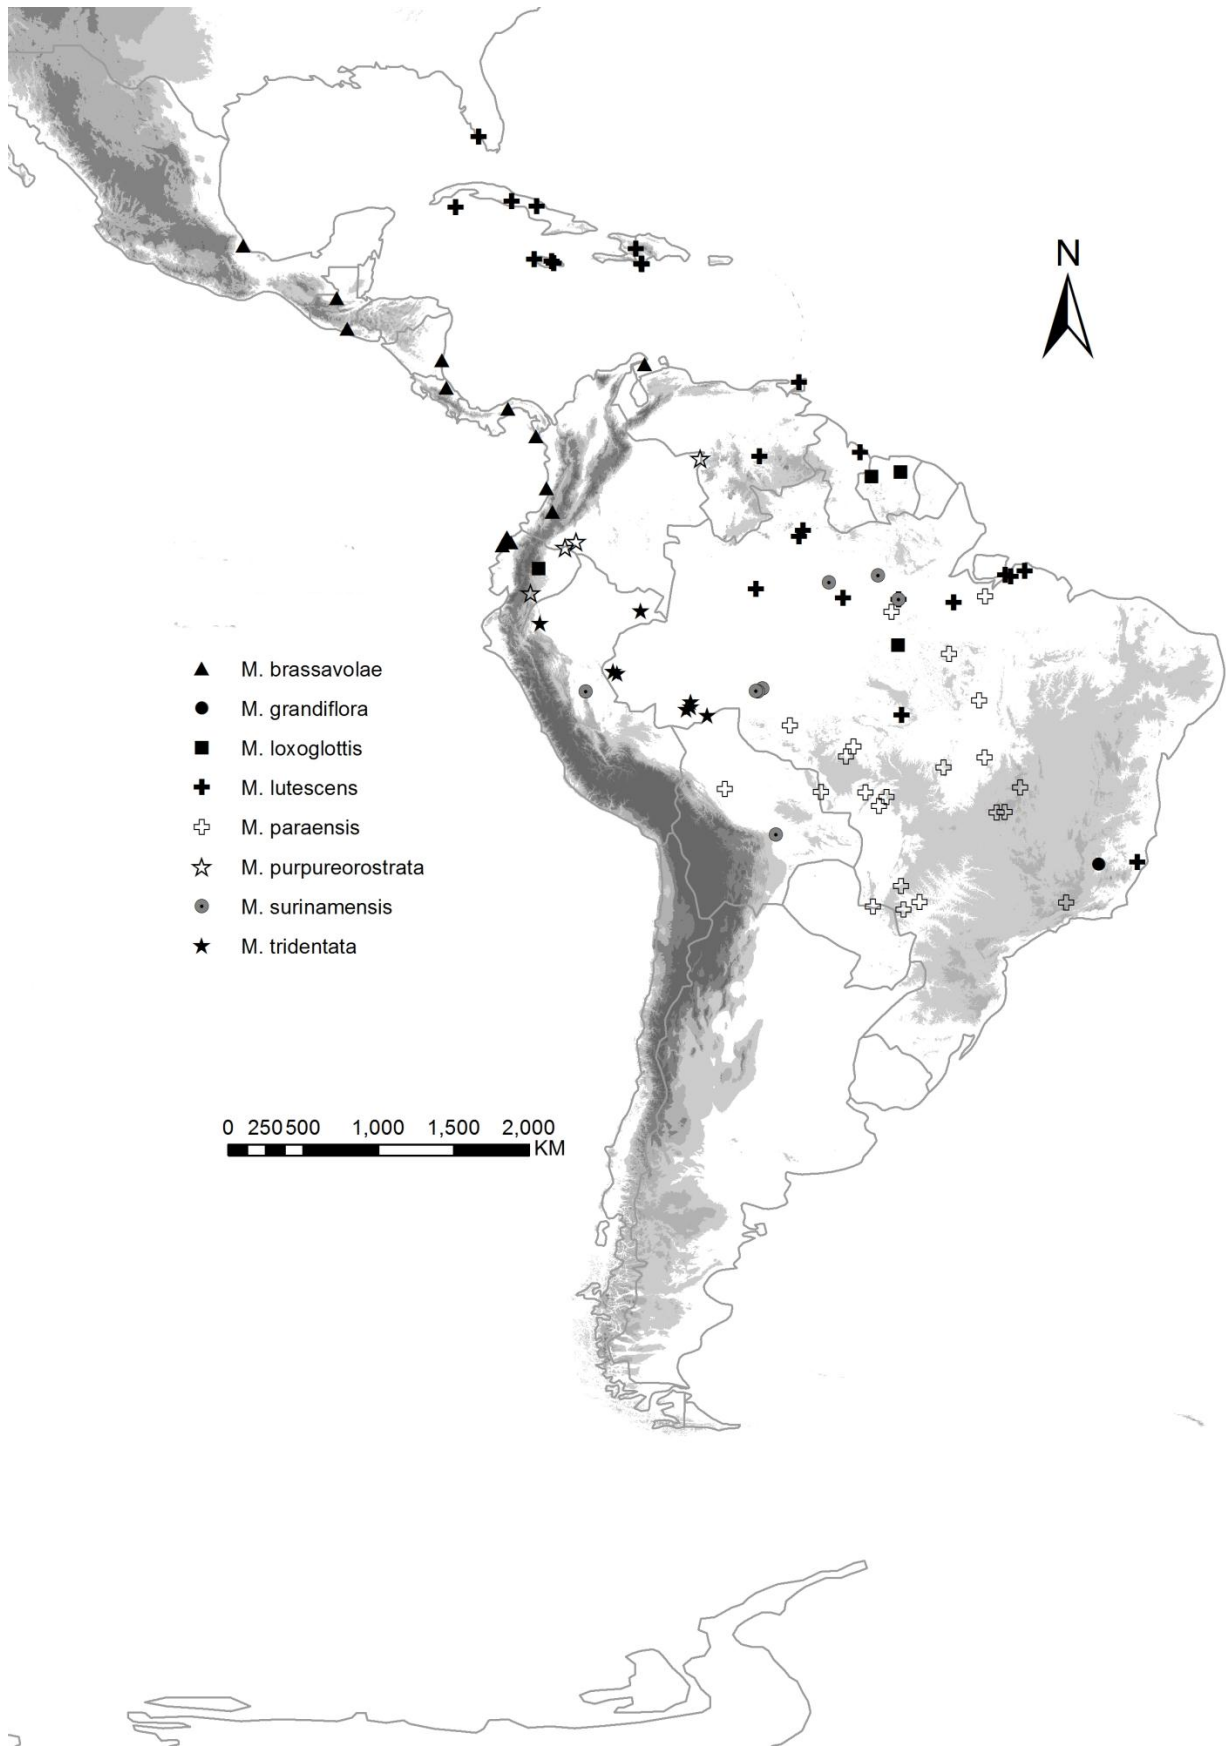 N
M. brassavolae
M. grandiflora
M. loxoglottis
M. lutescens
M. paraensis
M. purpureorostrata
M. surinamensis
M. tridentata
0 250 500 1,000 1,500 2,000
KM